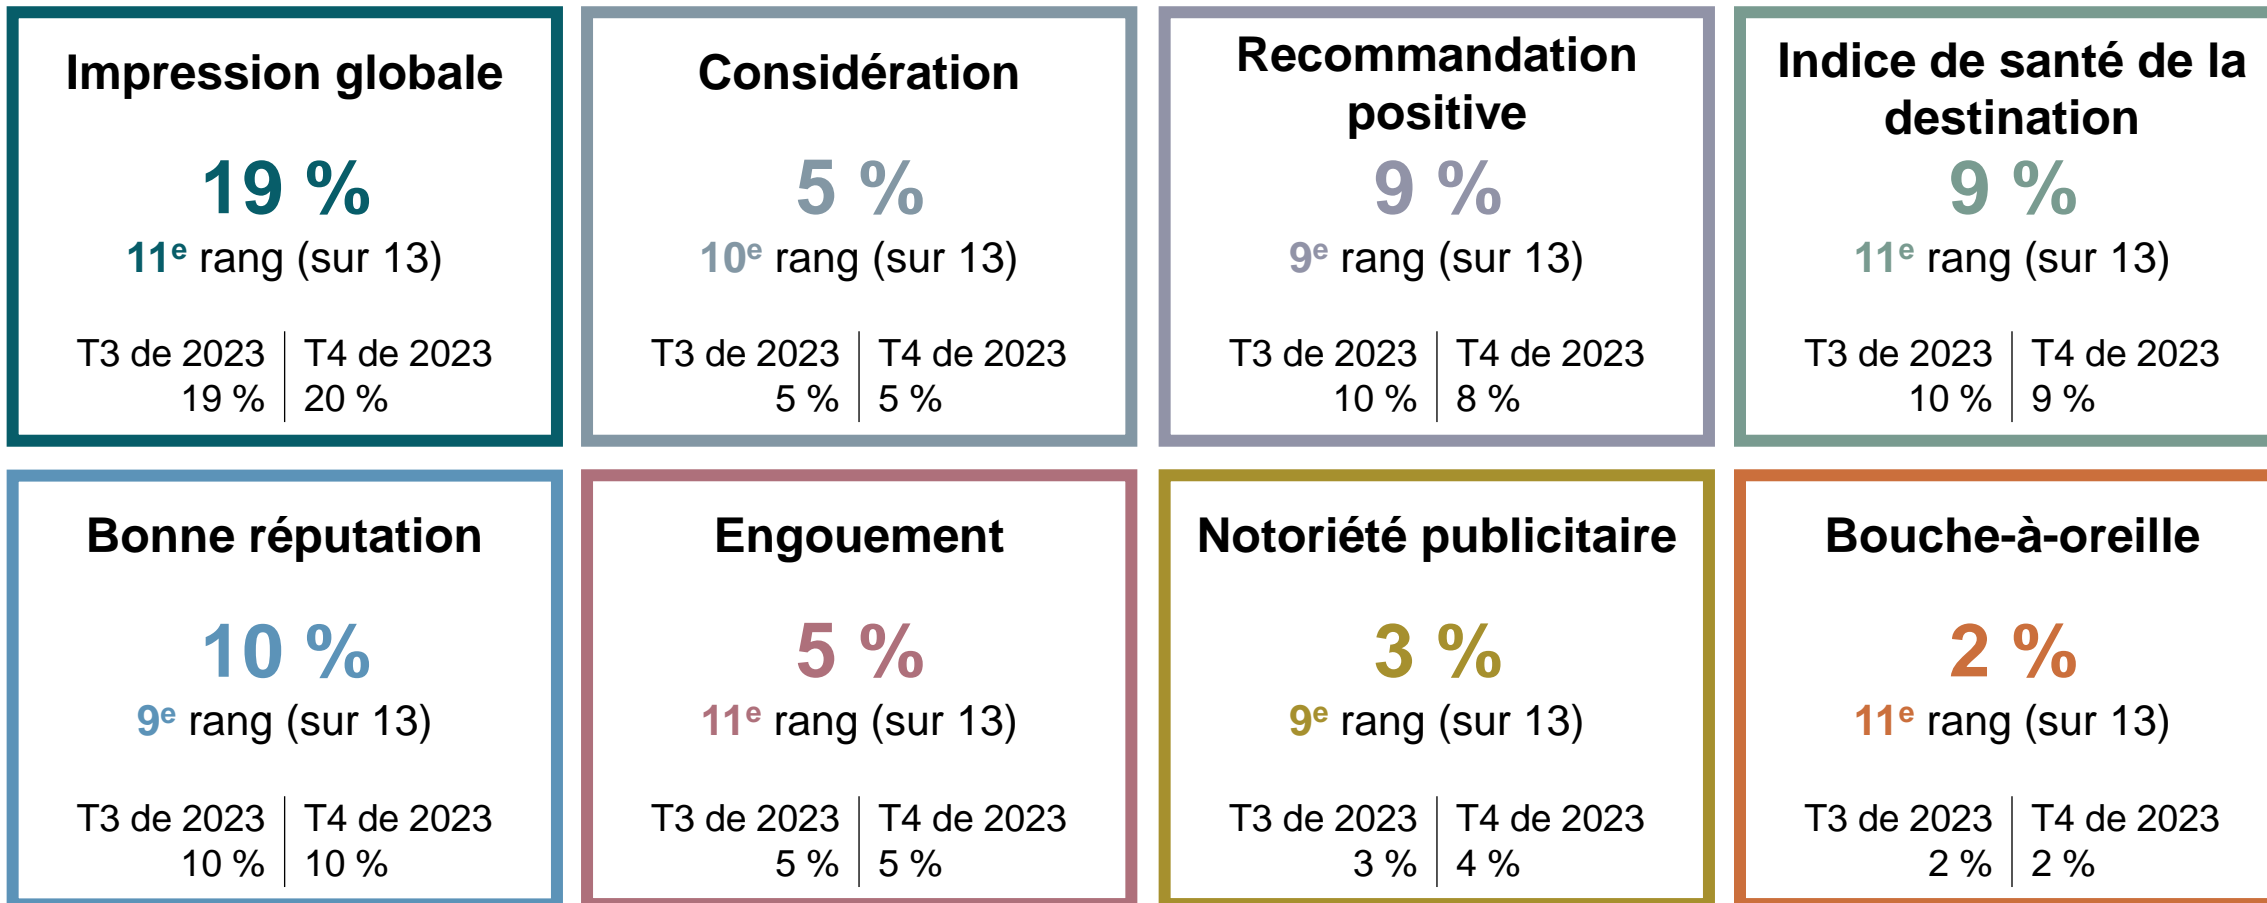 Impression globale
19 %
11e rang (sur 13)
T3 de 2023 | T4 de 2023
19 % | 20 %
Considération
5 %
10e rang (sur 13)
T3 de 2023 | T4 de 2023
5 % | 5 %
Recommandation
positive
9 %
9e rang (sur 13)
T3 de 2023 | T4 de 2023
10 % | 8 %
Indice de santé de la
destination
9 %
11e rang (sur 13)
T3 de 2023 | T4 de 2023
10 % | 9 %
Bonne réputation
10 %
9e rang (sur 13)
T3 de 2023 | T4 de 2023
10 % | 10 %
Engouement
5 %
11e rang (sur 13)
T3 de 2023 | T4 de 2023
5 % | 5 %
Notoriété publicitaire
3 %
9e rang (sur 13)
T3 de 2023 | T4 de 2023
3 % | 4 %
Bouche-à-oreille
2 %
11e rang (sur 13)
T3 de 2023 | T4 de 2023
2 % | 2 %